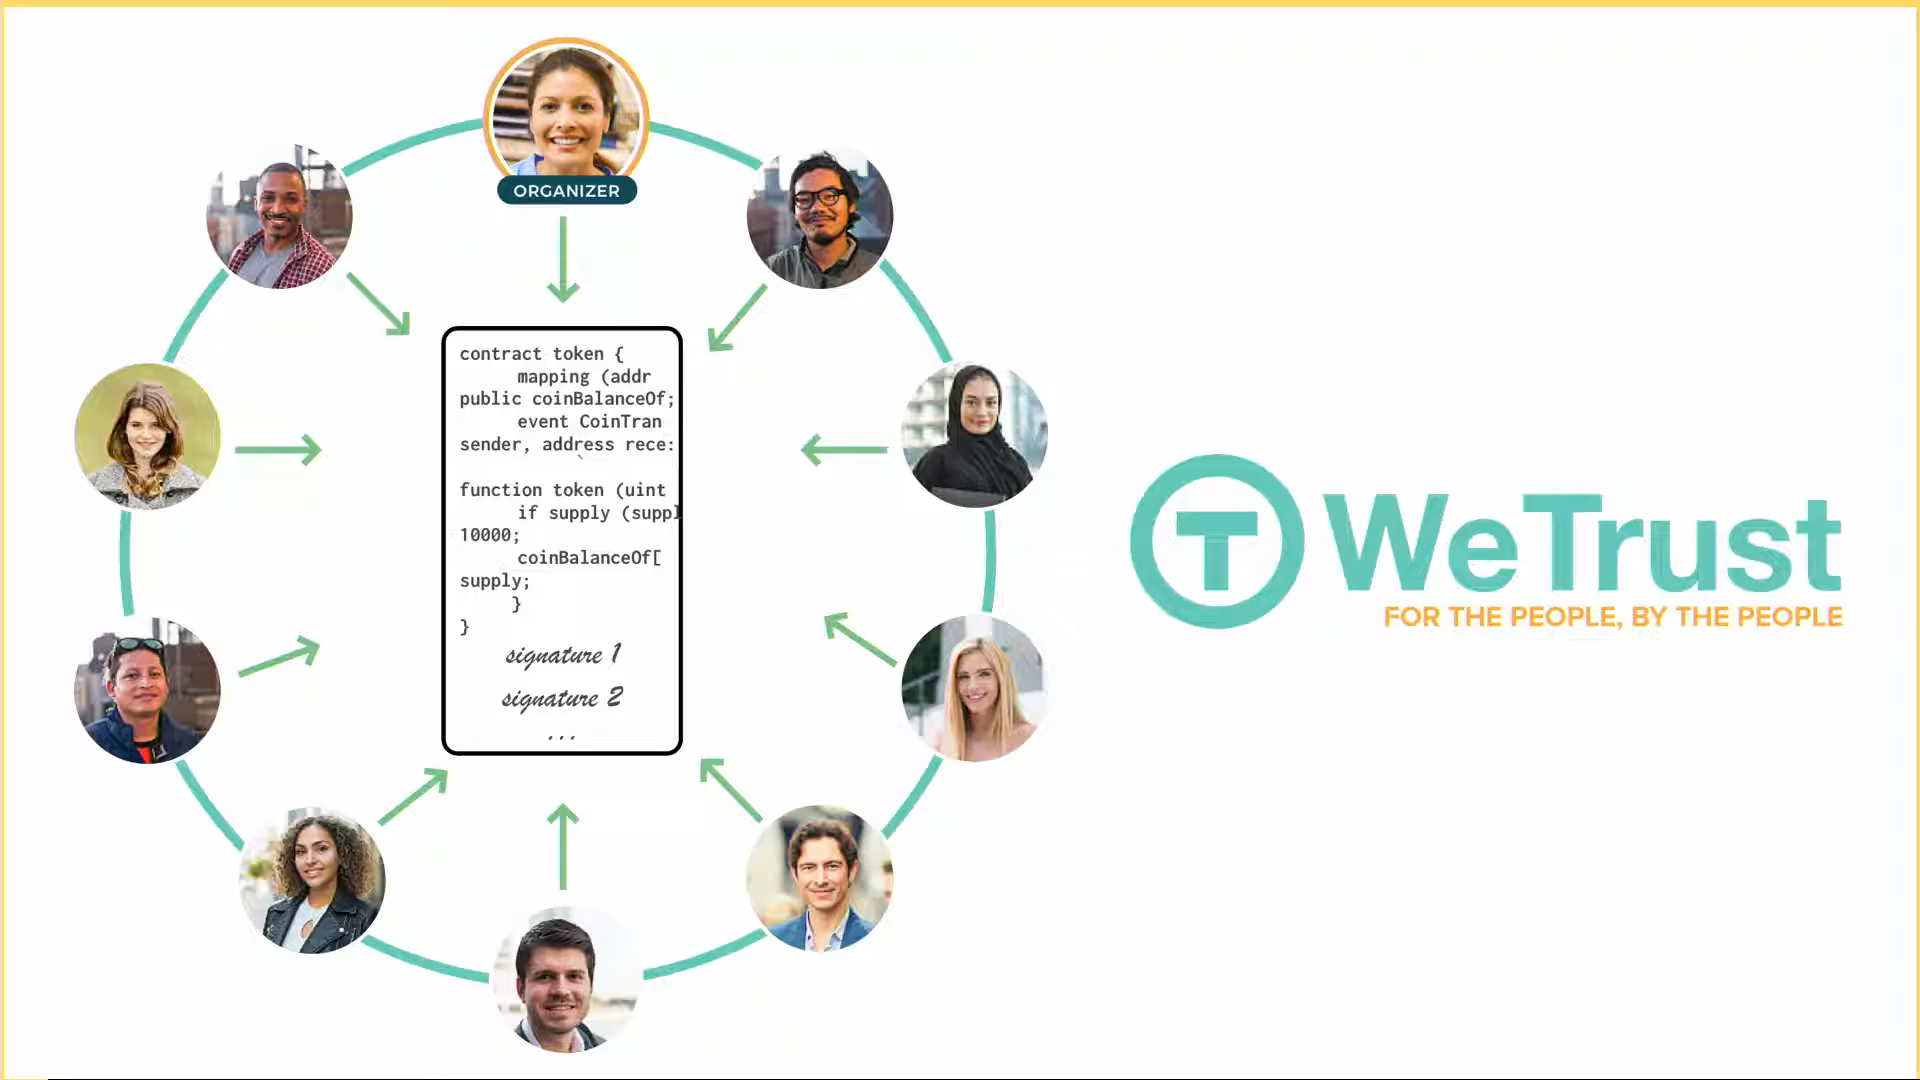 ORGANIZER
contract token {
mapping (addr
public coinBalanceOf;
event CoinTran
sender, address rece:
`
function token (uint
if supply (suppl
10000;
coinBalanceOf[
supply;
}
}
signature 1
signature 2
...
T WeTrust
FOR THE PEOPLE, BY THE PEOPLE